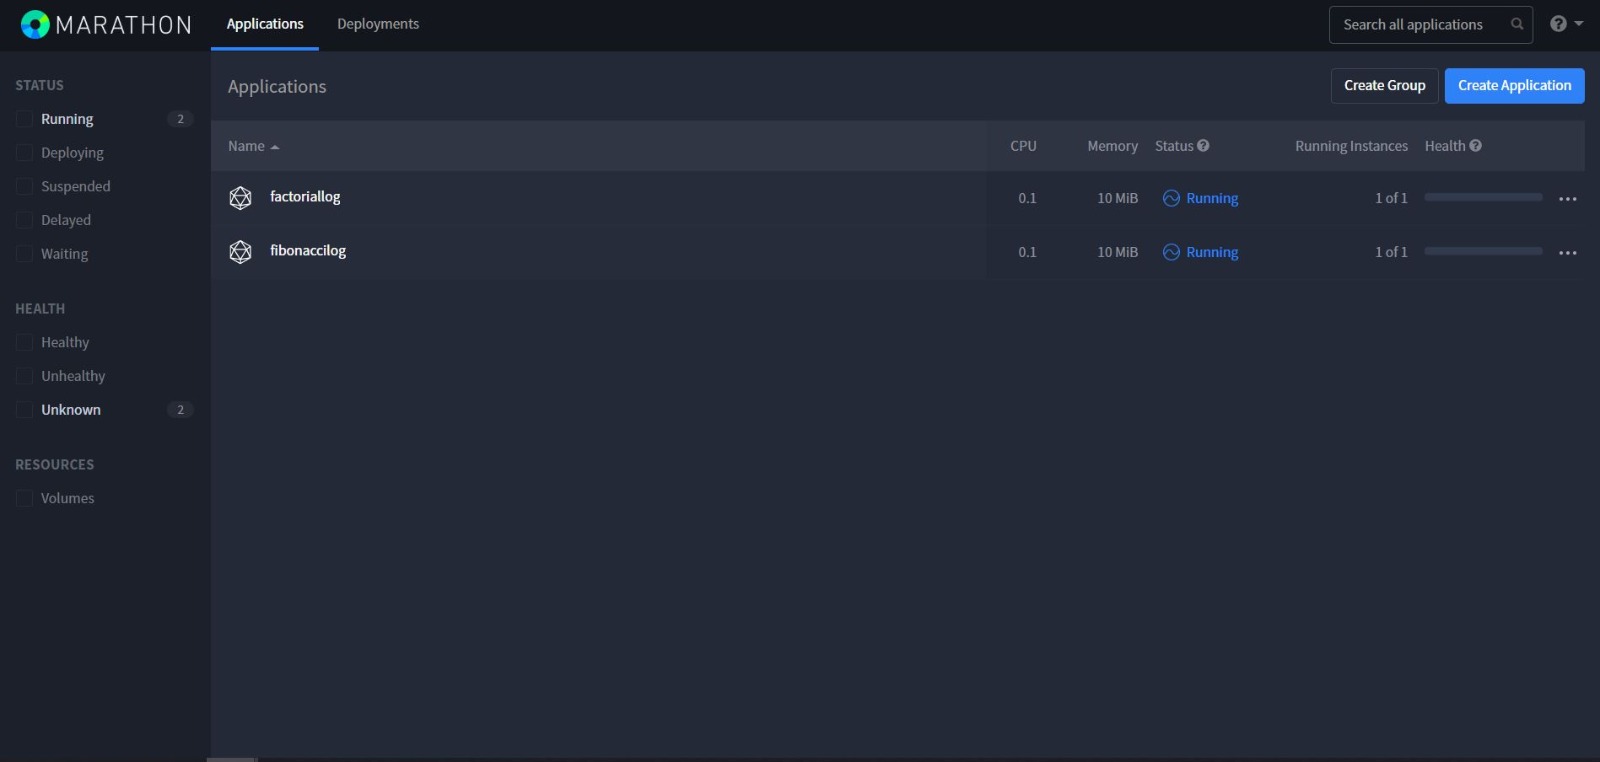 MARATHON Applications Deployments Search all applications
STATUS
Running 2
Deploying
Suspended
Delayed
Waiting
HEALTH
Healthy
Unhealthy
Unknown 2
RESOURCES
Volumes
Applications Create Group Create Application
Name CPU Memory Status Running Instances Health
factoriallog 0.1 10 MiB Running 1 of 1
fibonaccilog 0.1 10 MiB Running 1 of 1